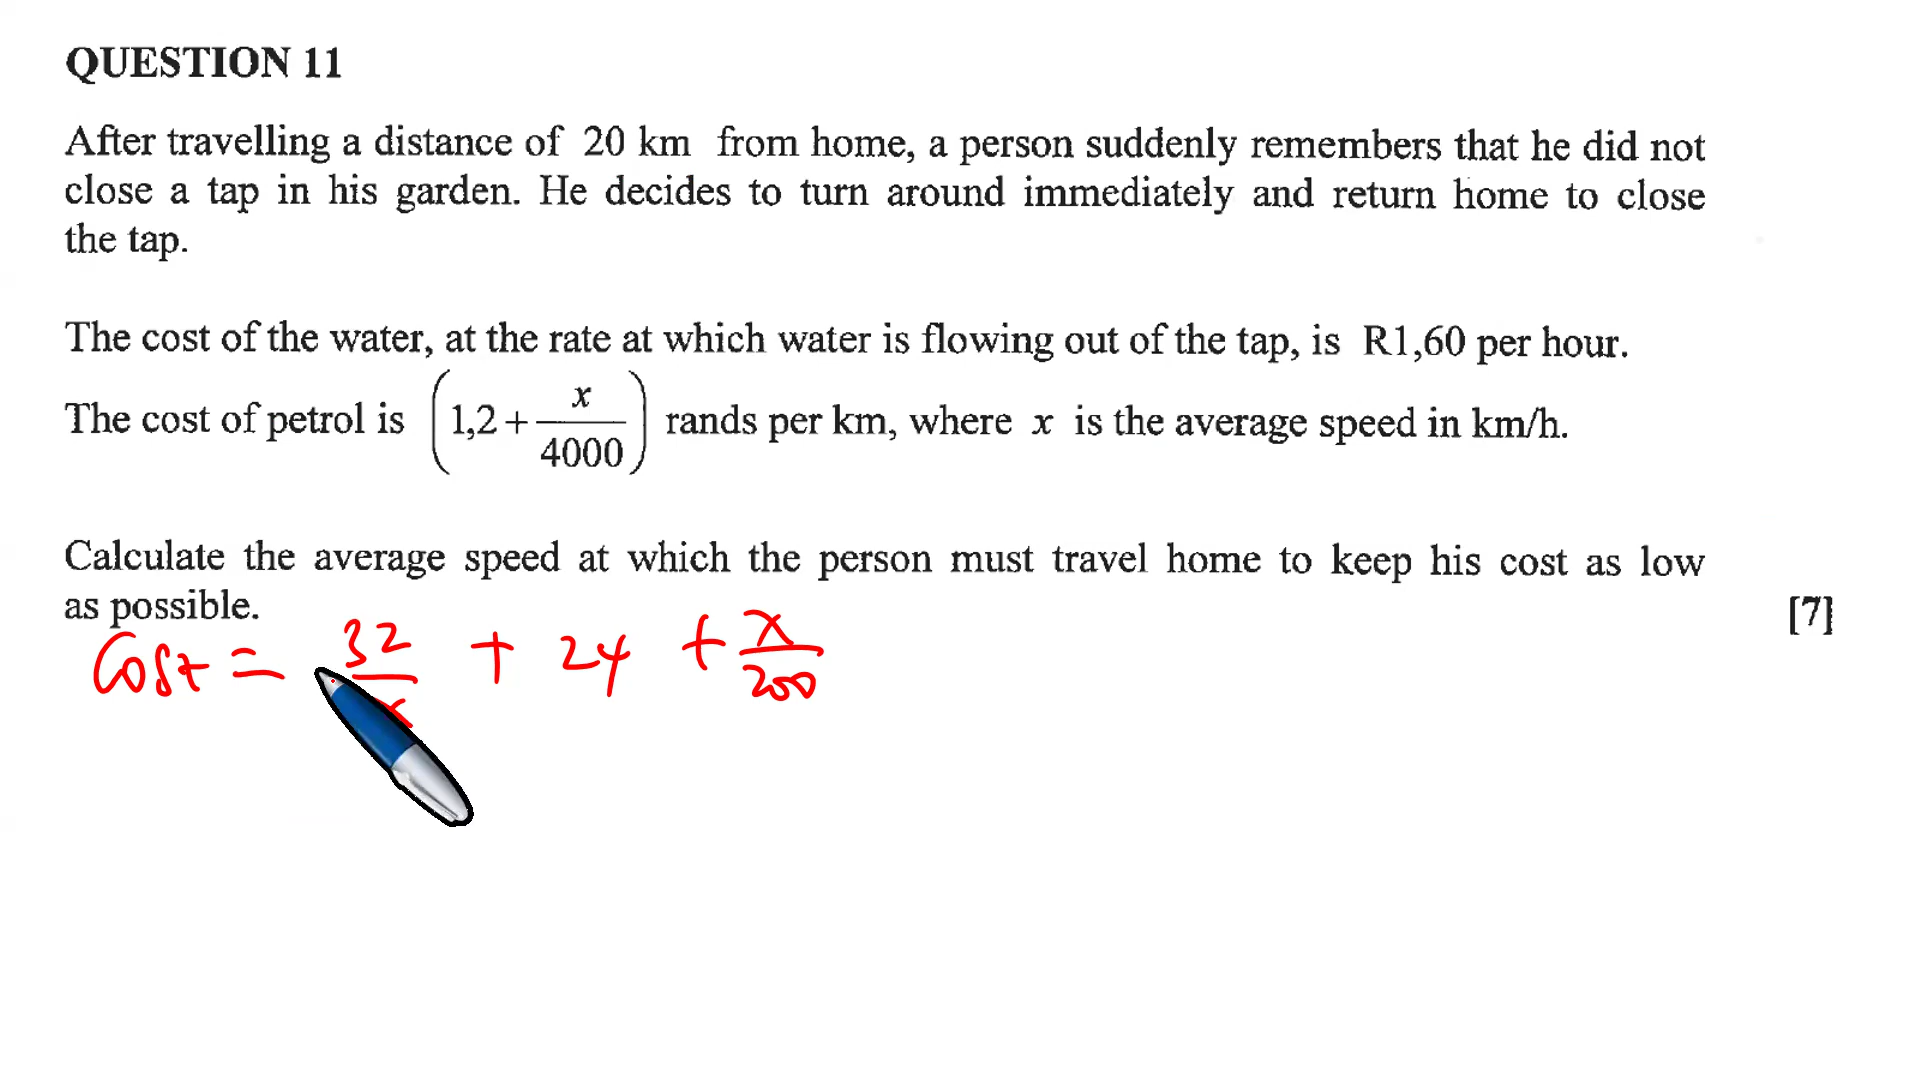 QUESTION 11
After travelling a distance of 20 km from home, a person suddenly remembers that he did not
close a tap in his garden. He decides to turn around immediately and return home to close
the tap.
The cost of the water, at the rate at which water is flowing out of the tap, is R1,60 per hour.
The cost of petrol is (1,2 + x/4000) rands per km, where x is the average speed in km/h.
Calculate the average speed at which the person must travel home to keep his cost as low
as possible. [7]
Cost = 32/x + 24 + x/200